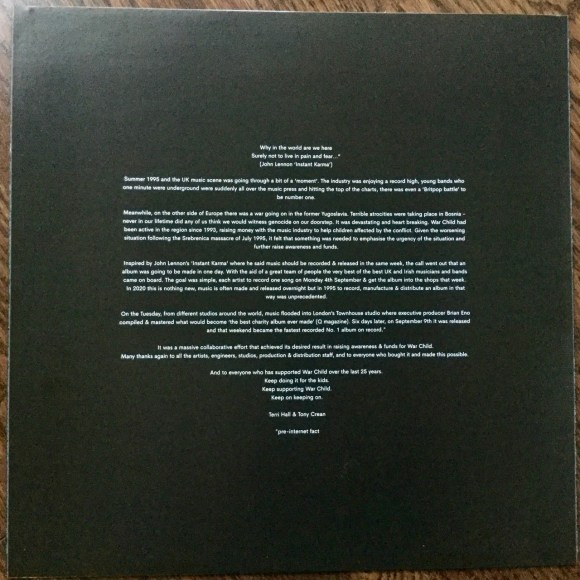 Why in the world are we here
Surely not to live in pain and fear..."
(John Lennon 'Instant Karma')
Summer 1995 and the UK music scene was going through a bit of a 'moment'. The industry was enjoying a record high, young bands who
one minute were underground were suddenly all over the music press and hitting the top of the charts, there was even a 'Britpop battle' to
be number one.
Meanwhile, on the other side of Europe there was a war going on in the former Yugoslavia. Terrible atrocities were taking place in Bosnia -
never in our lifetime did any of us think we would witness genocide on our doorstep. It was devastating and heart breaking. War Child had
been active in the region since 1993, raising money with the music industry to help children affected by the conflict. Given the worsening
situation following the Srebrenica massacre of July 1995, it felt that something was needed to emphasise the urgency of the situation and
further raise awareness and funds.
Inspired by John Lennon's 'Instant Karma' where he said music should be recorded & released in the same week, the call went out that an
album was going to be made in one day. With the aid of a great team of people the very best of the best UK and Irish musicians and bands
came on board. The goal was simple, each artist to record one song on Monday 4th September & get the album into the shops that week.
In 2020 this is nothing new, music is often made and released overnight but in 1995 to record, manufacture & distribute an album in that
way was unprecedented.
On the Tuesday, from different studios around the world, music flooded into London's Townhouse studio where executive producer Brian Eno
compiled & mastered what would become 'the best charity album ever made' (Q magazine). Six days later, on September 9th it was released
and that weekend became the fastest recorded No. 1 album on record.*
It was a massive collaborative effort that achieved its desired result in raising awareness & funds for War Child.
Many thanks again to all the artists, engineers, studios, production & distribution staff, and to everyone who bought it and made this possible.
And to everyone who has supported War Child over the last 25 years.
Keep doing it for the kids.
Keep supporting War Child.
Keep on keeping on.
Terri Hall & Tony Crean
*pre-internet fact